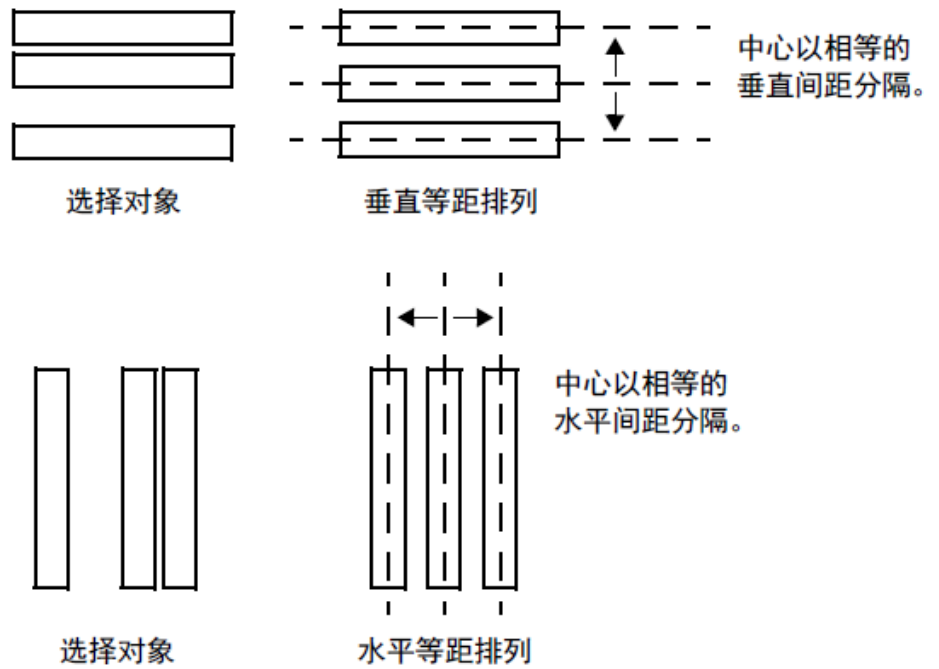 中心以相等的
垂直间距分隔。
选择对象
垂直等距排列
中心以相等的
水平间距分隔。
选择对象
水平等距排列